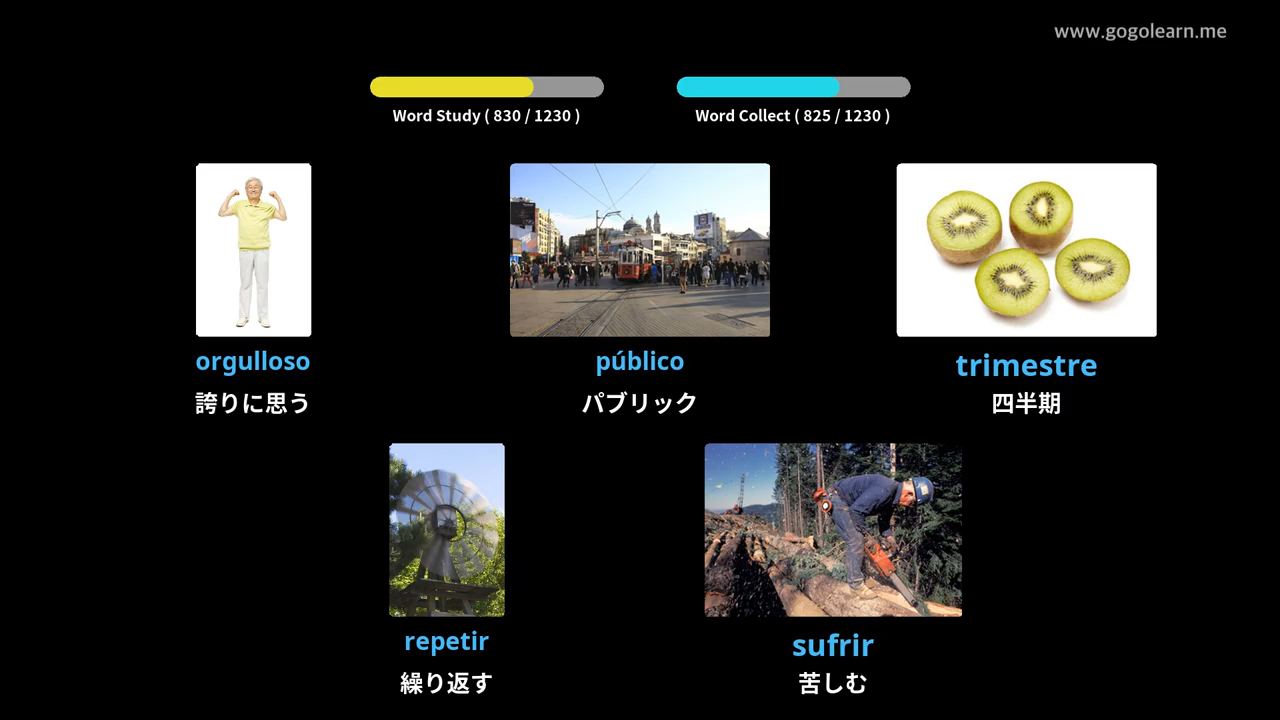 www.gogolearn.me
Word Study ( 830 / 1230 )
Word Collect ( 825 / 1230 )
orgulloso
誇りに思う
público
パブリック
trimestre
四半期
repetir
繰り返す
sufrir
苦しむ